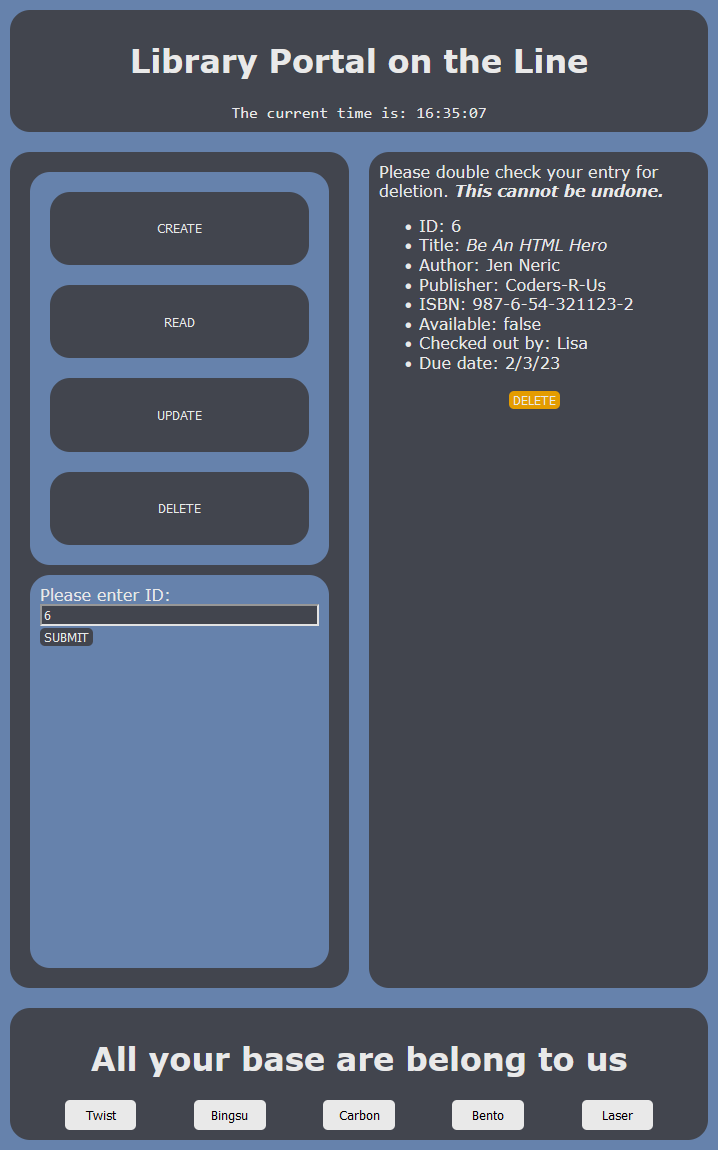 Library Portal on the Line
The current time is: 16:35:07
CREATE
READ
UPDATE
DELETE
Please enter ID:
6
SUBMIT
Please double check your entry for
deletion. This cannot be undone.
• ID: 6
• Title: Be An HTML Hero
• Author: Jen Neric
• Publisher: Coders-R-Us
• ISBN: 987-6-54-321123-2
• Available: false
• Checked out by: Lisa
• Due date: 2/3/23
DELETE
All your base are belong to us
Twist Bingsu Carbon Bento Laser